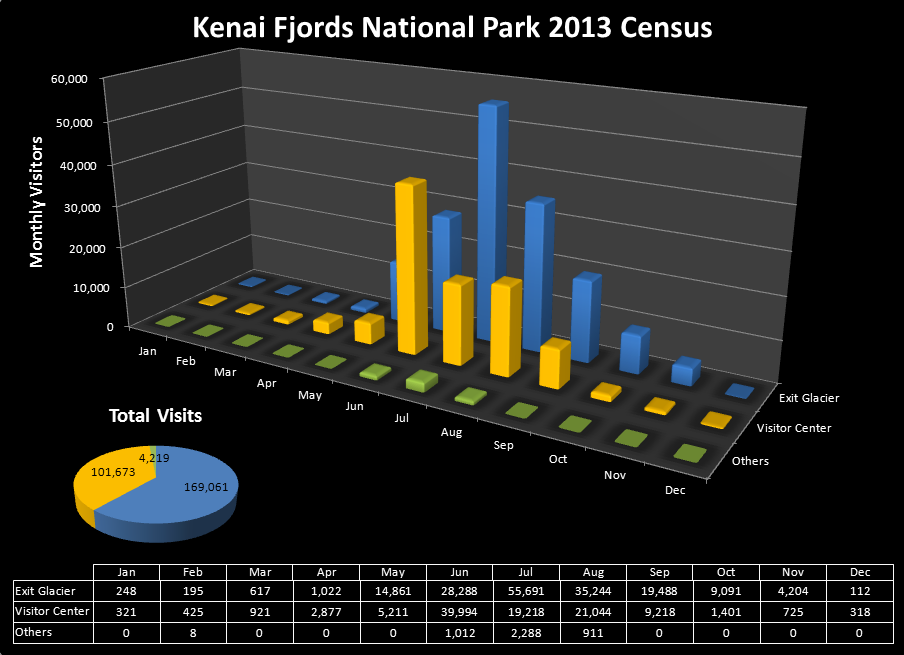 Kenai Fjords National Park 2013 Census
Monthly Visitors
60,000
50,000
40,000
30,000
20,000
10,000
0
Jan
Feb
Mar
Apr
May
Jun
Jul
Aug
Sep
Oct
Nov
Dec
Exit Glacier
Visitor Center
Others
Total Visits
4,219
101,673
169,061
Jan Feb Mar Apr May Jun Jul Aug Sep Oct Nov Dec
Exit Glacier 248 195 617 1,022 14,861 28,288 55,691 35,244 19,488 9,091 4,204 112
Visitor Center 321 425 921 2,877 5,211 39,994 19,218 21,044 9,218 1,401 725 318
Others 0 8 0 0 0 1,012 2,288 911 0 0 0 0